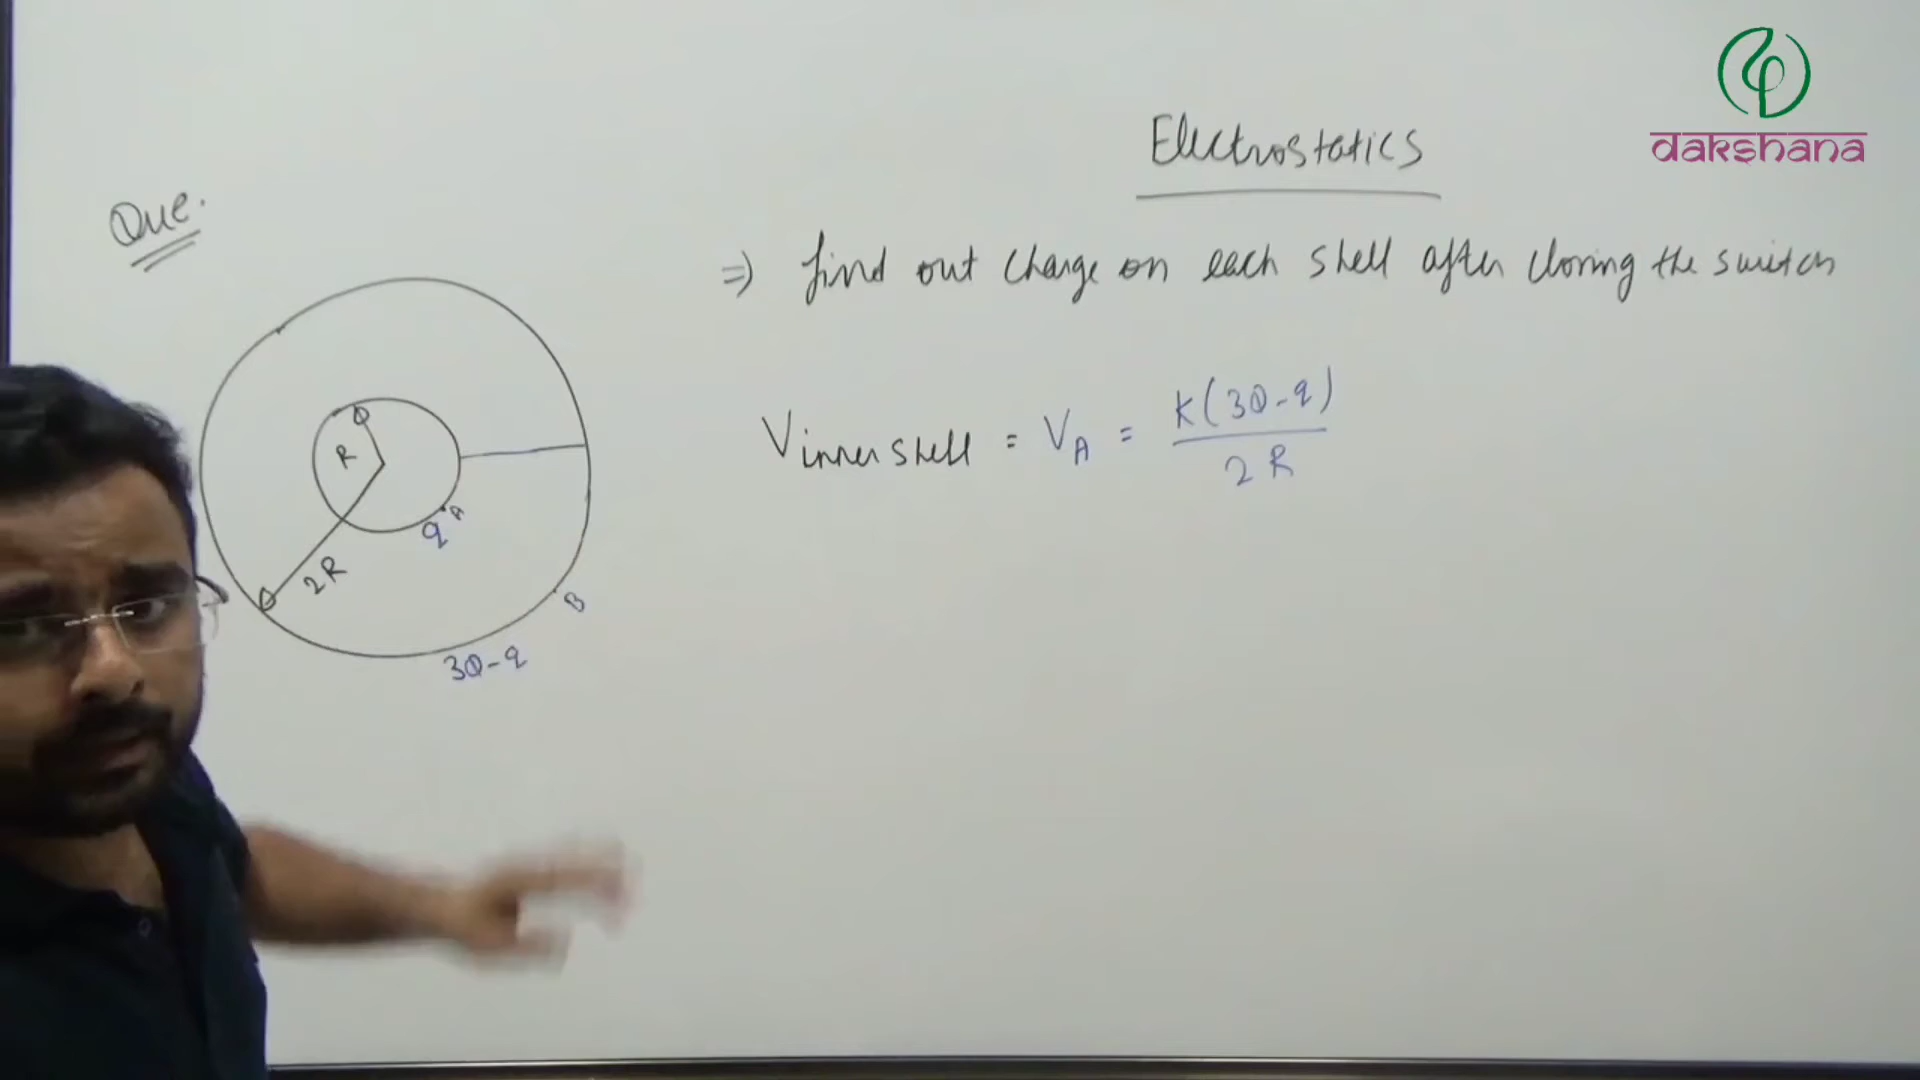 dakshana
Electrostatics
Que.
=) find out charge on each shell after closing the switch
V inner shell = V_A = K(3Q-q) / 2R
R
A
q
2R
B
3Q-q